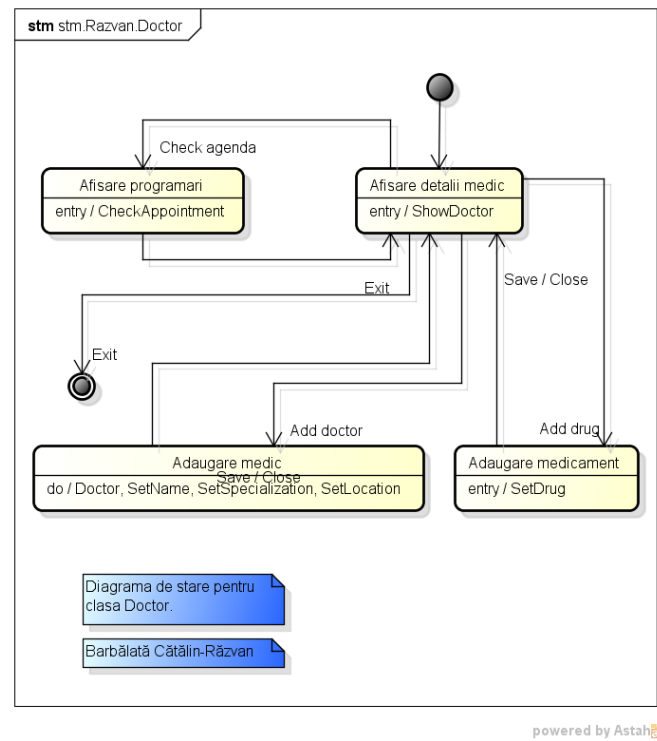 stm stm.Razvan.Doctor
Check agenda
Afisare programari
entry / CheckAppointment
Afisare detalii medic
entry / ShowDoctor
Exit
Save / Close
Exit
Add doctor
Add drug
Adaugare medic
Save / Close
do / Doctor, SetName, SetSpecialization, SetLocation
Adaugare medicament
entry / SetDrug
Diagrama de stare pentru
clasa Doctor.
Barbălată Cătălin-Răzvan
powered by Astah